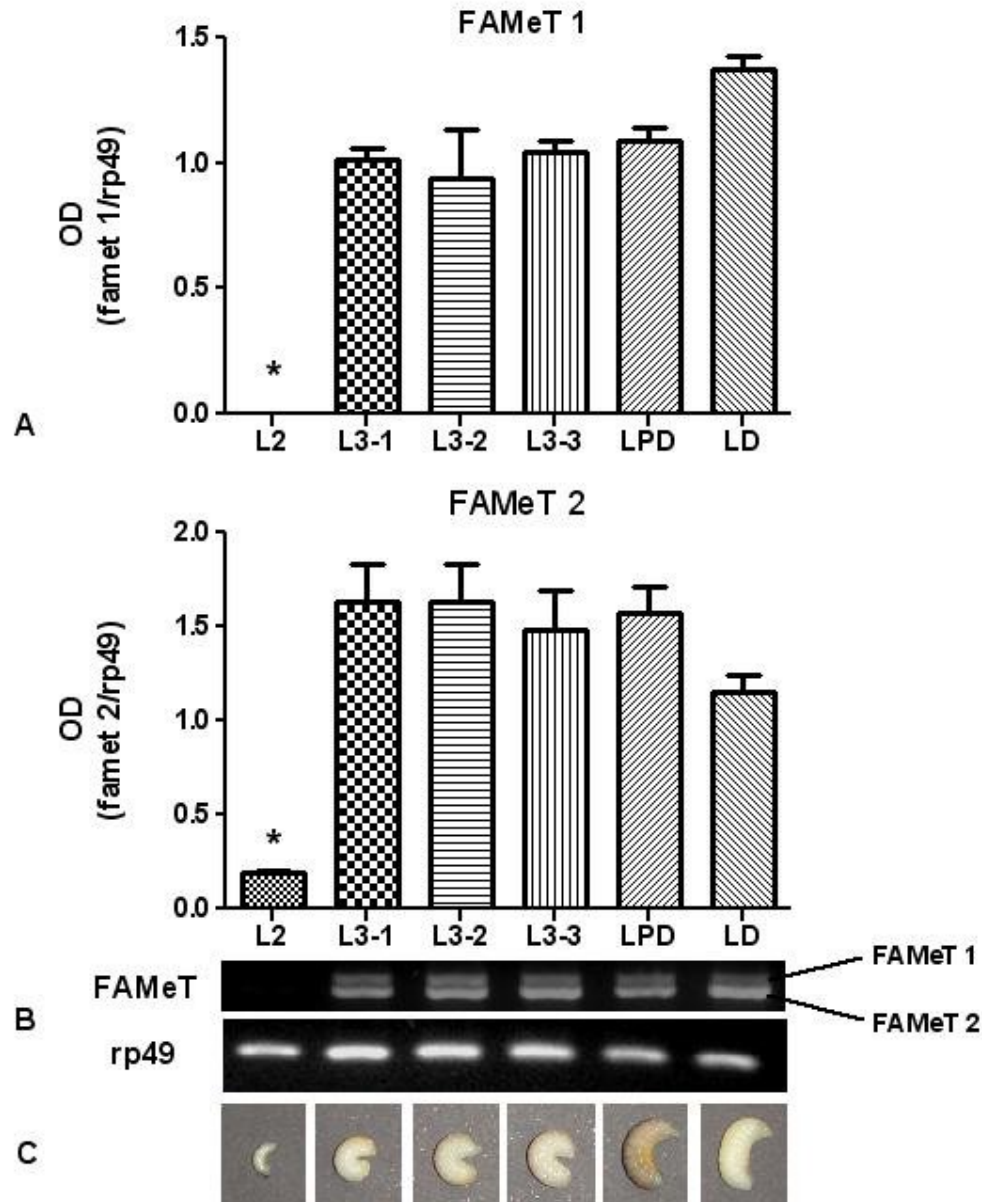 FAMeT 1
1.5
1.0
0.5
0.0
OD
(famet 1/rp49)
*
A
L2 L3-1 L3-2 L3-3 LPD LD
FAMeT 2
2.0
1.5
1.0
0.5
0.0
OD
(famet 2/rp49)
*
L2 L3-1 L3-2 L3-3 LPD LD
FAMeT
FAMeT 1
FAMeT 2
B
rp49
C